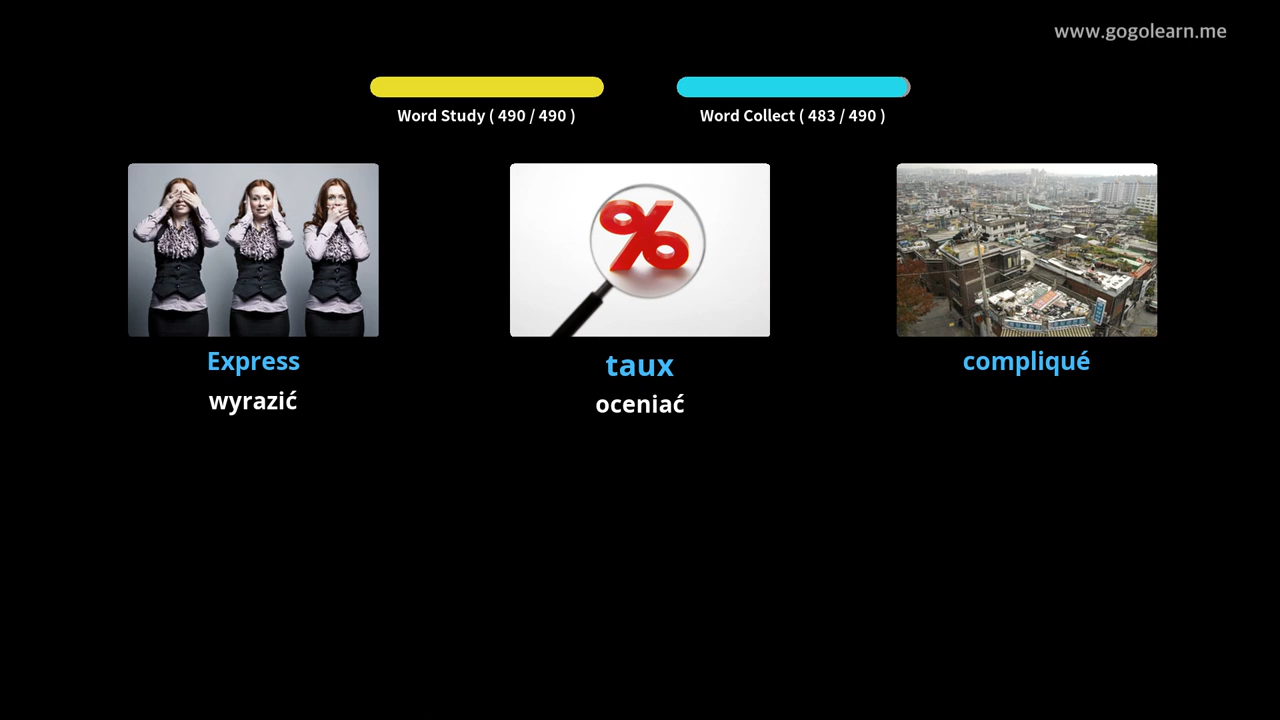 www.gogolearn.me
Word Study ( 490 / 490 )
Word Collect ( 483 / 490 )
Express
wyrazić
taux
oceniać
compliqué